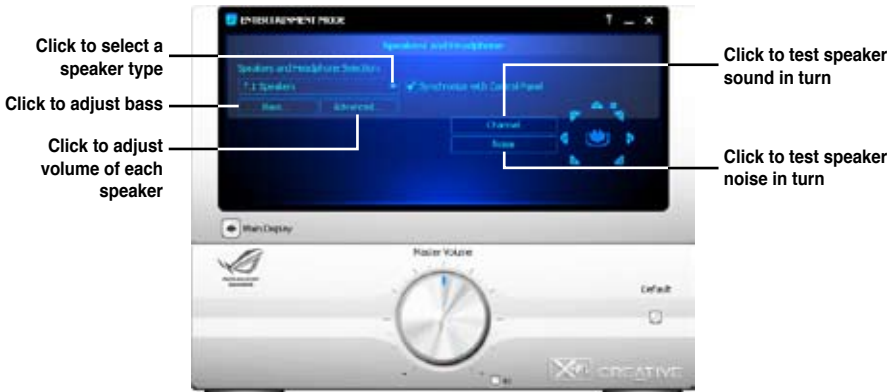 ENTERTAINMENT MODE
Speakers and Headphone
Click to select a
speaker type
Speakers and Headphone Selection
7.1 Speakers
Synchronize with Control Panel
Click to test speaker
sound in turn
Click to adjust bass
Bass
Advanced
Channel
Noise
Click to adjust
volume of each
speaker
Click to test speaker
noise in turn
Main Display
Master Volume
Default
X-Fi
CREATIVE